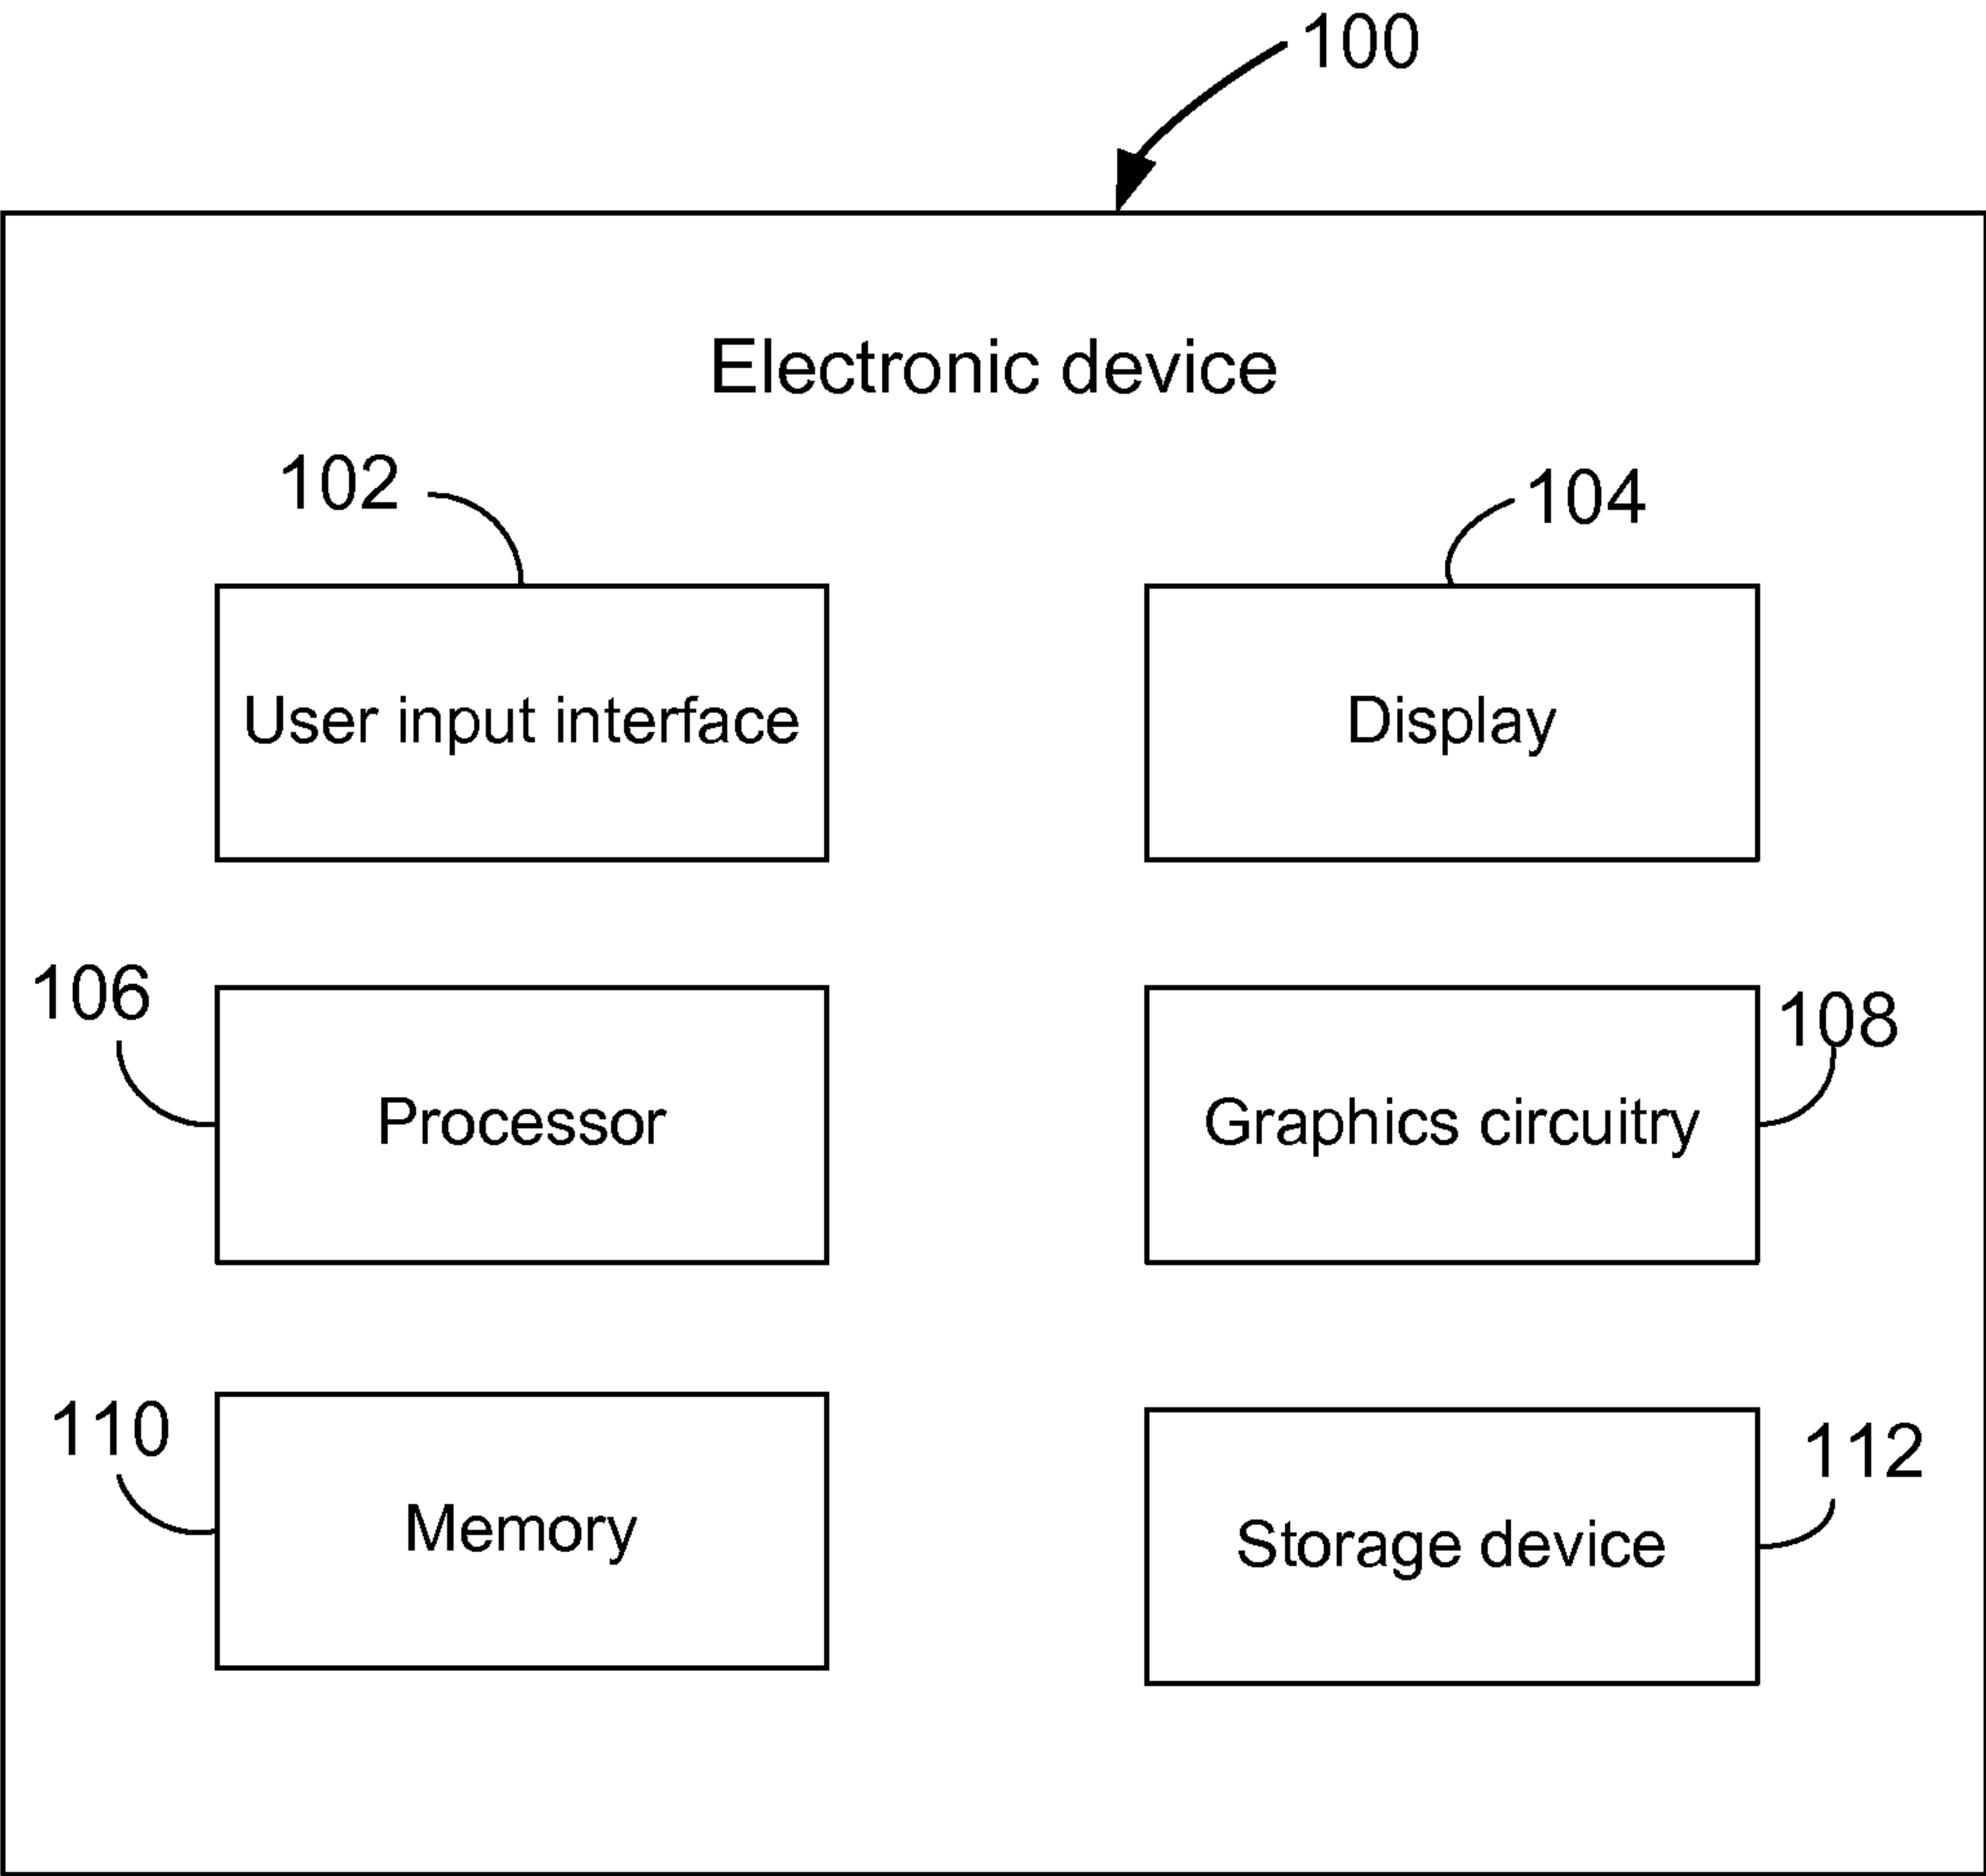 100
Electronic device
102
104
User input interface
Display
106
108
Processor
Graphics circuitry
110
112
Memory
Storage device